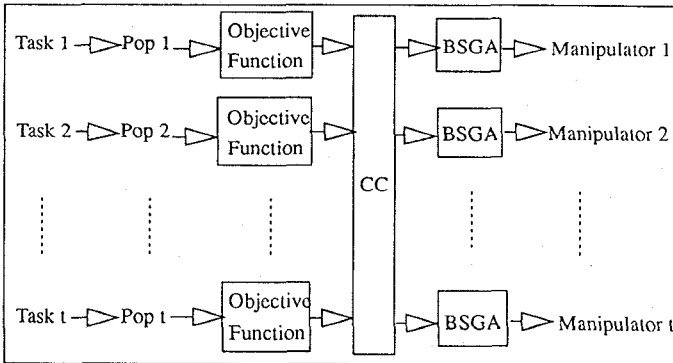 Task 1 Pop 1 Objective Function BSGA Manipulator 1
Task 2 Pop 2 Objective Function BSGA Manipulator 2
CC
Task t Pop t Objective Function BSGA Manipulator t